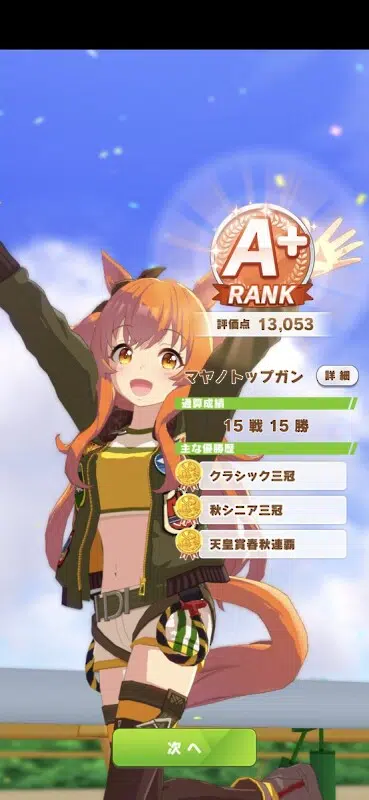 A+
RANK
評価点 13,053
マヤノトップガン 詳細
通算成績
15 戦 15 勝
主な優勝歴
クラシック三冠
秋シニア三冠
天皇賞春秋連覇
次へ